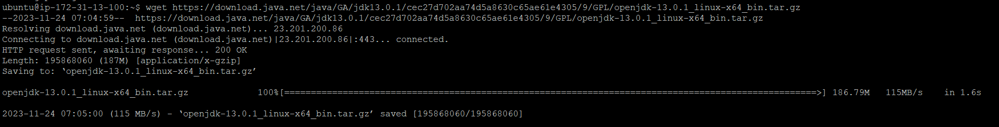 ubuntu@ip-172-31-13-100:~$ wget https://download.java.net/java/GA/jdk13.0.1/cec27d702aa74d5a8630c65ae61e4305/9/GPL/openjdk-13.0.1_linux-x64_bin.tar.gz
--2023-11-24 07:04:59--  https://download.java.net/java/GA/jdk13.0.1/cec27d702aa74d5a8630c65ae61e4305/9/GPL/openjdk-13.0.1_linux-x64_bin.tar.gz
Resolving download.java.net (download.java.net)... 23.201.200.86
Connecting to download.java.net (download.java.net)|23.201.200.86|:443... connected.
HTTP request sent, awaiting response... 200 OK
Length: 195868060 (187M) [application/x-gzip]
Saving to: ‘openjdk-13.0.1_linux-x64_bin.tar.gz’
openjdk-13.0.1_linux-x64_bin.tar.gz             100%[====================================================================================================>] 186.79M   115MB/s    in 1.6s
2023-11-24 07:05:00 (115 MB/s) - ‘openjdk-13.0.1_linux-x64_bin.tar.gz’ saved [195868060/195868060]